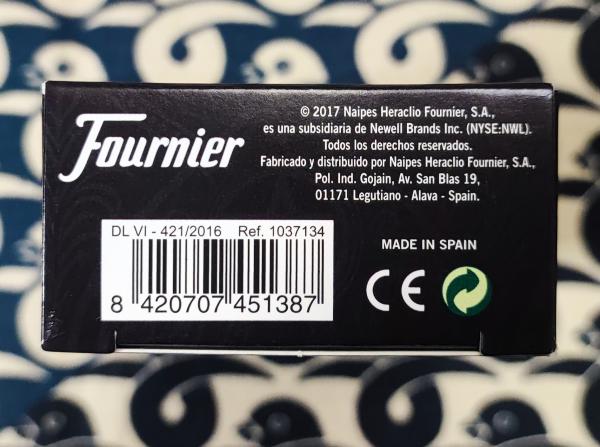 Fournier
© 2017 Naipes Heraclio Fournier, S.A.,
es una subsidiaria de Newell Brands Inc. (NYSE:NWL).
Todos los derechos reservados.
Fabricado y distribuido por Naipes Heraclio Fournier, S.A.,
Pol. Ind. Gojain, Av. San Blas 19,
01171 Legutiano - Alava - Spain.
DL VI - 421/2016 Ref. 1037134
8 420707 451387
MADE IN SPAIN
CE